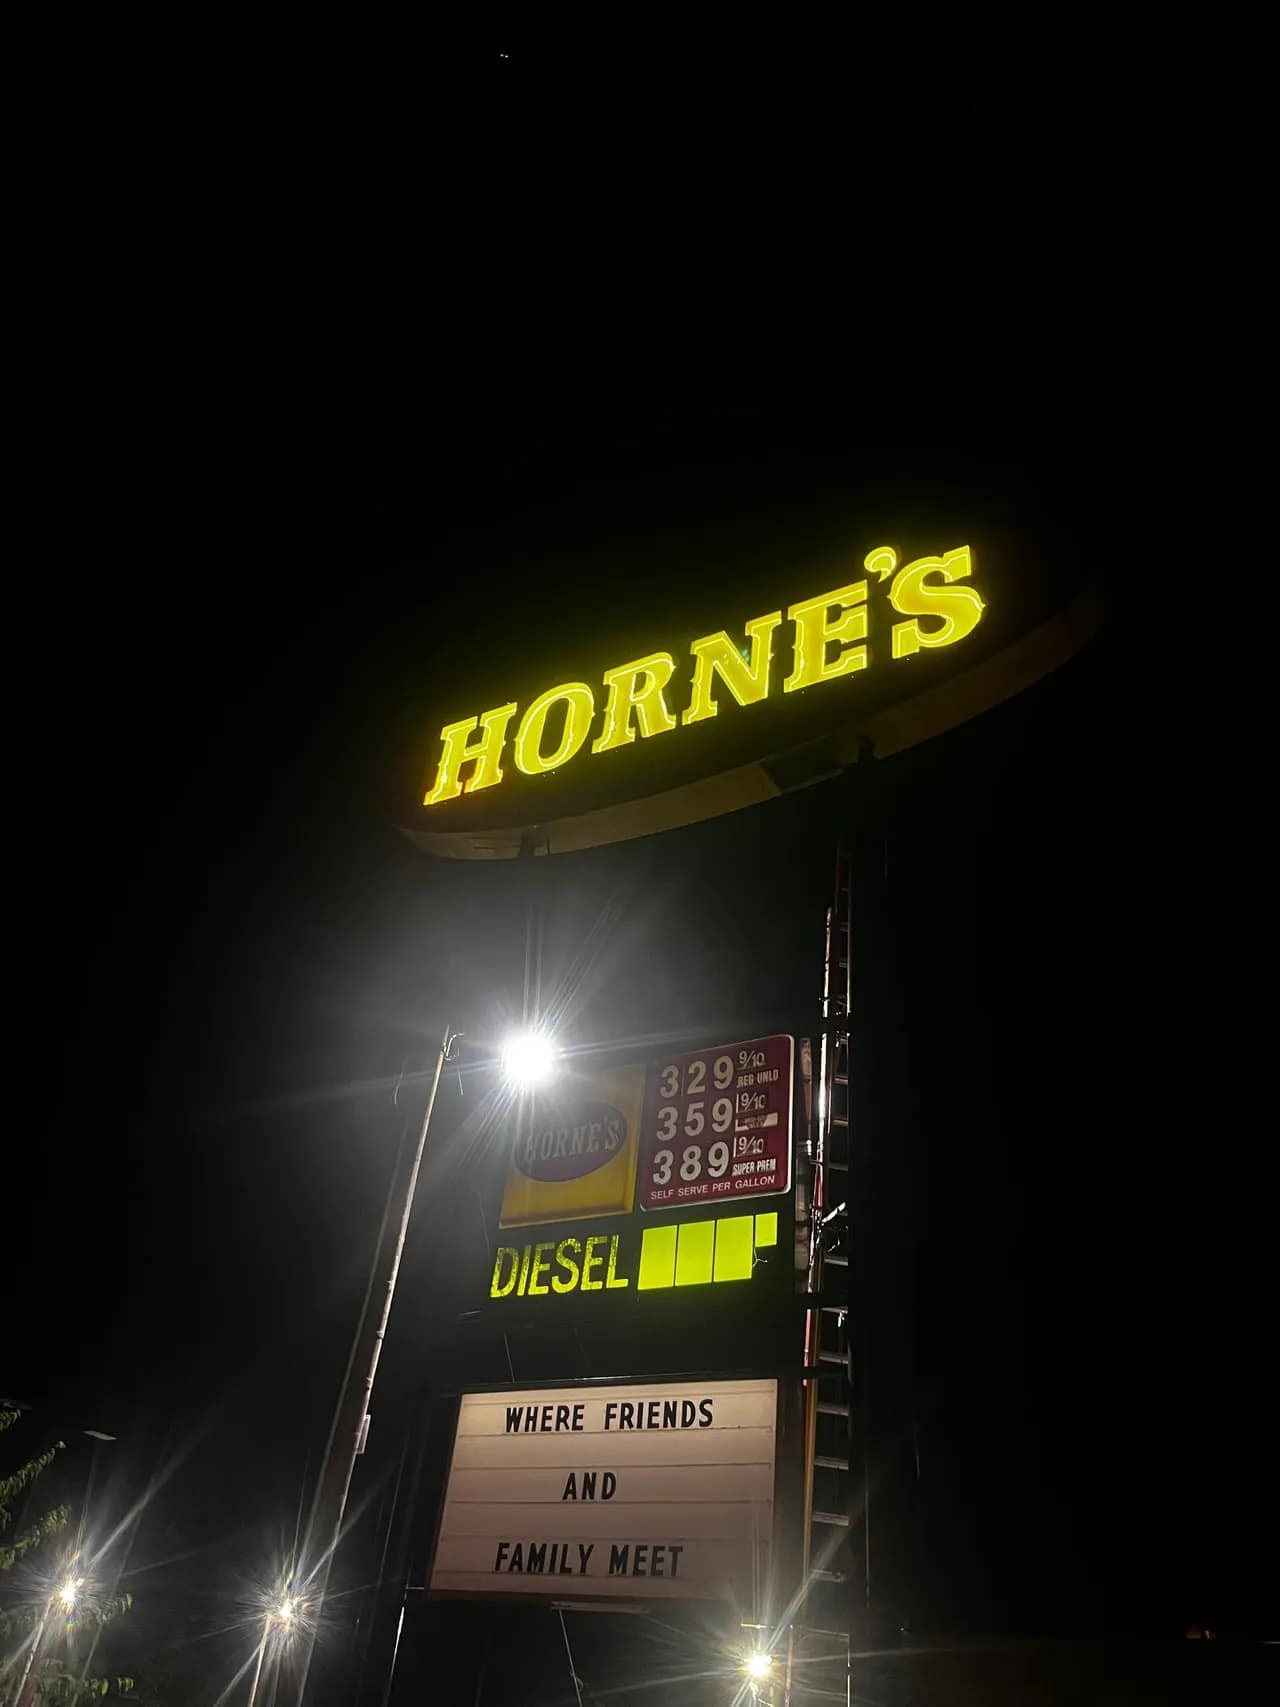 HORNE'S
HORNE'S
329 9/10 REG UNLD
359 9/10
389 9/10 SUPER PREM
SELF SERVE PER GALLON
DIESEL
WHERE FRIENDS
AND
FAMILY MEET